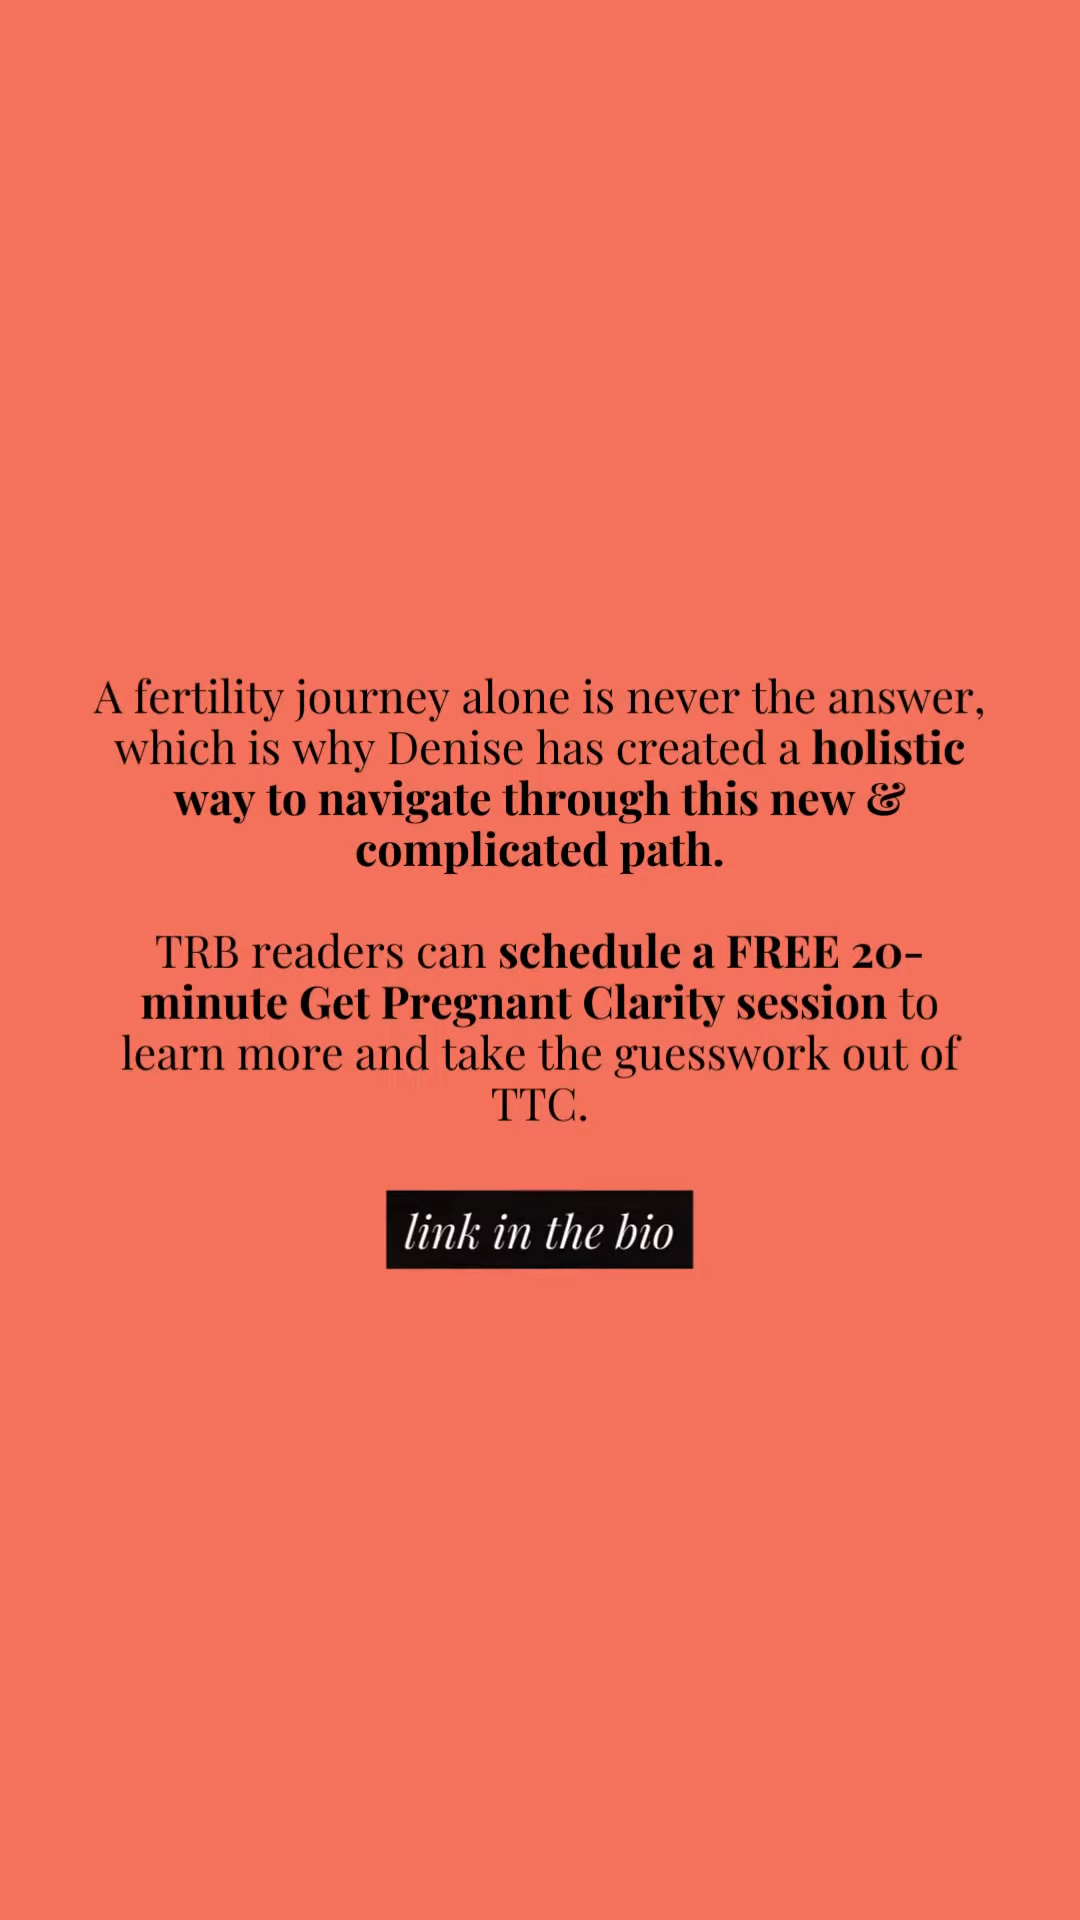 A fertility journey alone is never the answer,
which is why Denise has created a holistic
way to navigate through this new &
complicated path.
TRB readers can schedule a FREE 20-
minute Get Pregnant Clarity session to
learn more and take the guesswork out of
TTC.
link in the bio